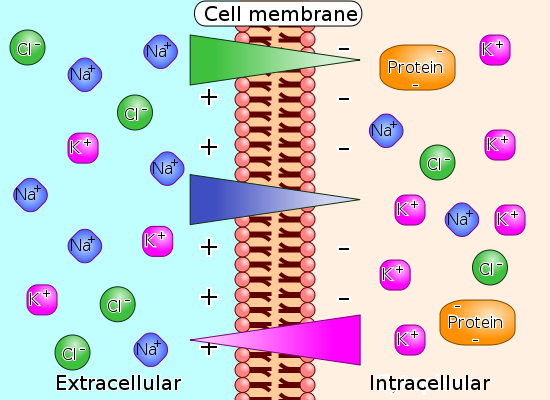 Cell membrane
Cl⁻
Na⁺
Na⁺
Cl⁻
K⁺
Na⁺
Na⁺
Na⁺
K⁺
K⁺
Cl⁻
Cl⁻
Na⁺
+
+
+
+
+
−
−
−
−
−
Protein
−
−
K⁺
Na⁺
Cl⁻
K⁺
K⁺
Na⁺
K⁺
K⁺
Cl⁻
Protein
−
−
K⁺
Extracellular
Intracellular